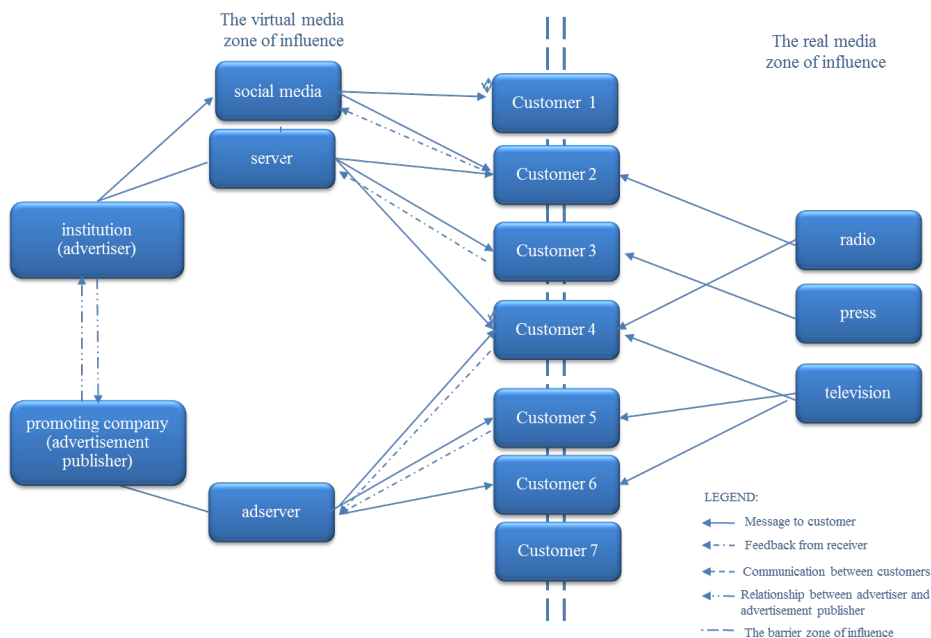 The virtual media
zone of influence
The real media
zone of influence
social media
server
institution
(advertiser)
promoting company
(advertisement
publisher)
adserver
Customer 1
Customer 2
Customer 3
Customer 4
Customer 5
Customer 6
Customer 7
radio
press
television
LEGEND:
Message to customer
Feedback from receiver
Communication between customers
Relationship between advertiser and
advertisement publisher
The barrier zone of influence